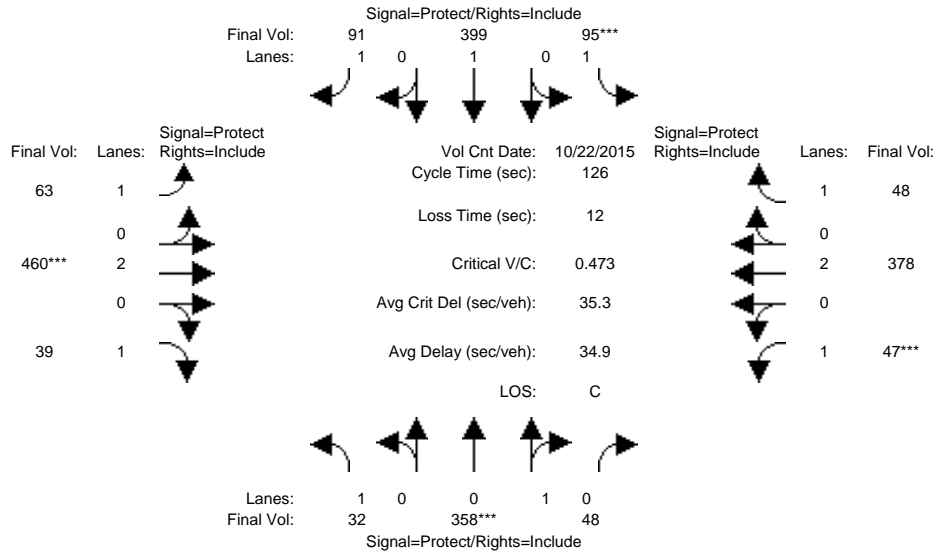 Signal=Protect/Rights=Include
Final Vol: 91 399 95***
Lanes: 1 0 1 0 1
Signal=Protect
Final Vol: Lanes: Rights=Include
Vol Cnt Date: 10/22/2015
Signal=Protect
Rights=Include Lanes: Final Vol:
Cycle Time (sec): 126
63 1
1 48
Loss Time (sec): 12
0
0
460*** 2
Critical V/C: 0.473
2 378
0
Avg Crit Del (sec/veh): 35.3
0
39 1
Avg Delay (sec/veh): 34.9
1 47***
LOS: C
Lanes: 1 0 0 1 0
Final Vol: 32 358*** 48
Signal=Protect/Rights=Include